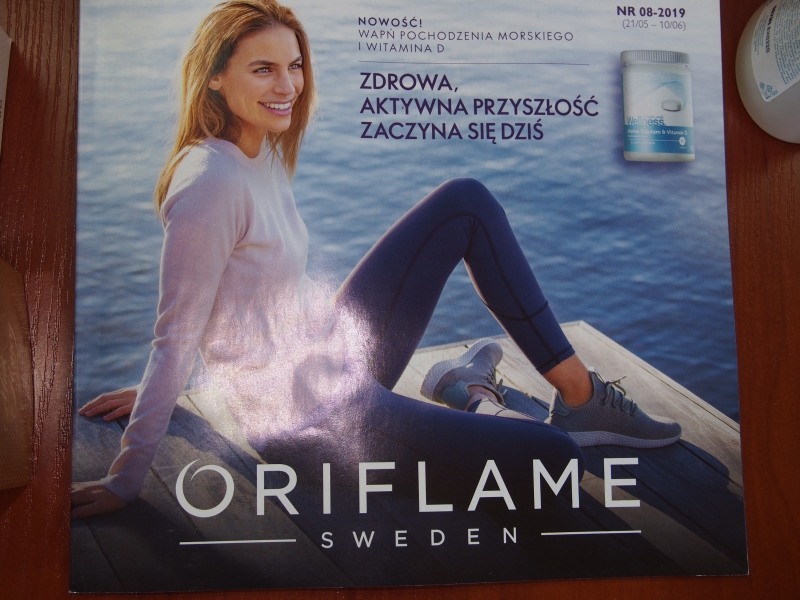 NOWOŚĆ!
WAPŃ POCHODZENIA MORSKIEGO
I WITAMINA D
ZDROWA,
AKTYWNA PRZYSZŁOŚĆ
ZACZYNA SIĘ DZIŚ
NR 08-2019
(21/05 – 10/06)
Wellness
ORIFLAME
SWEDEN